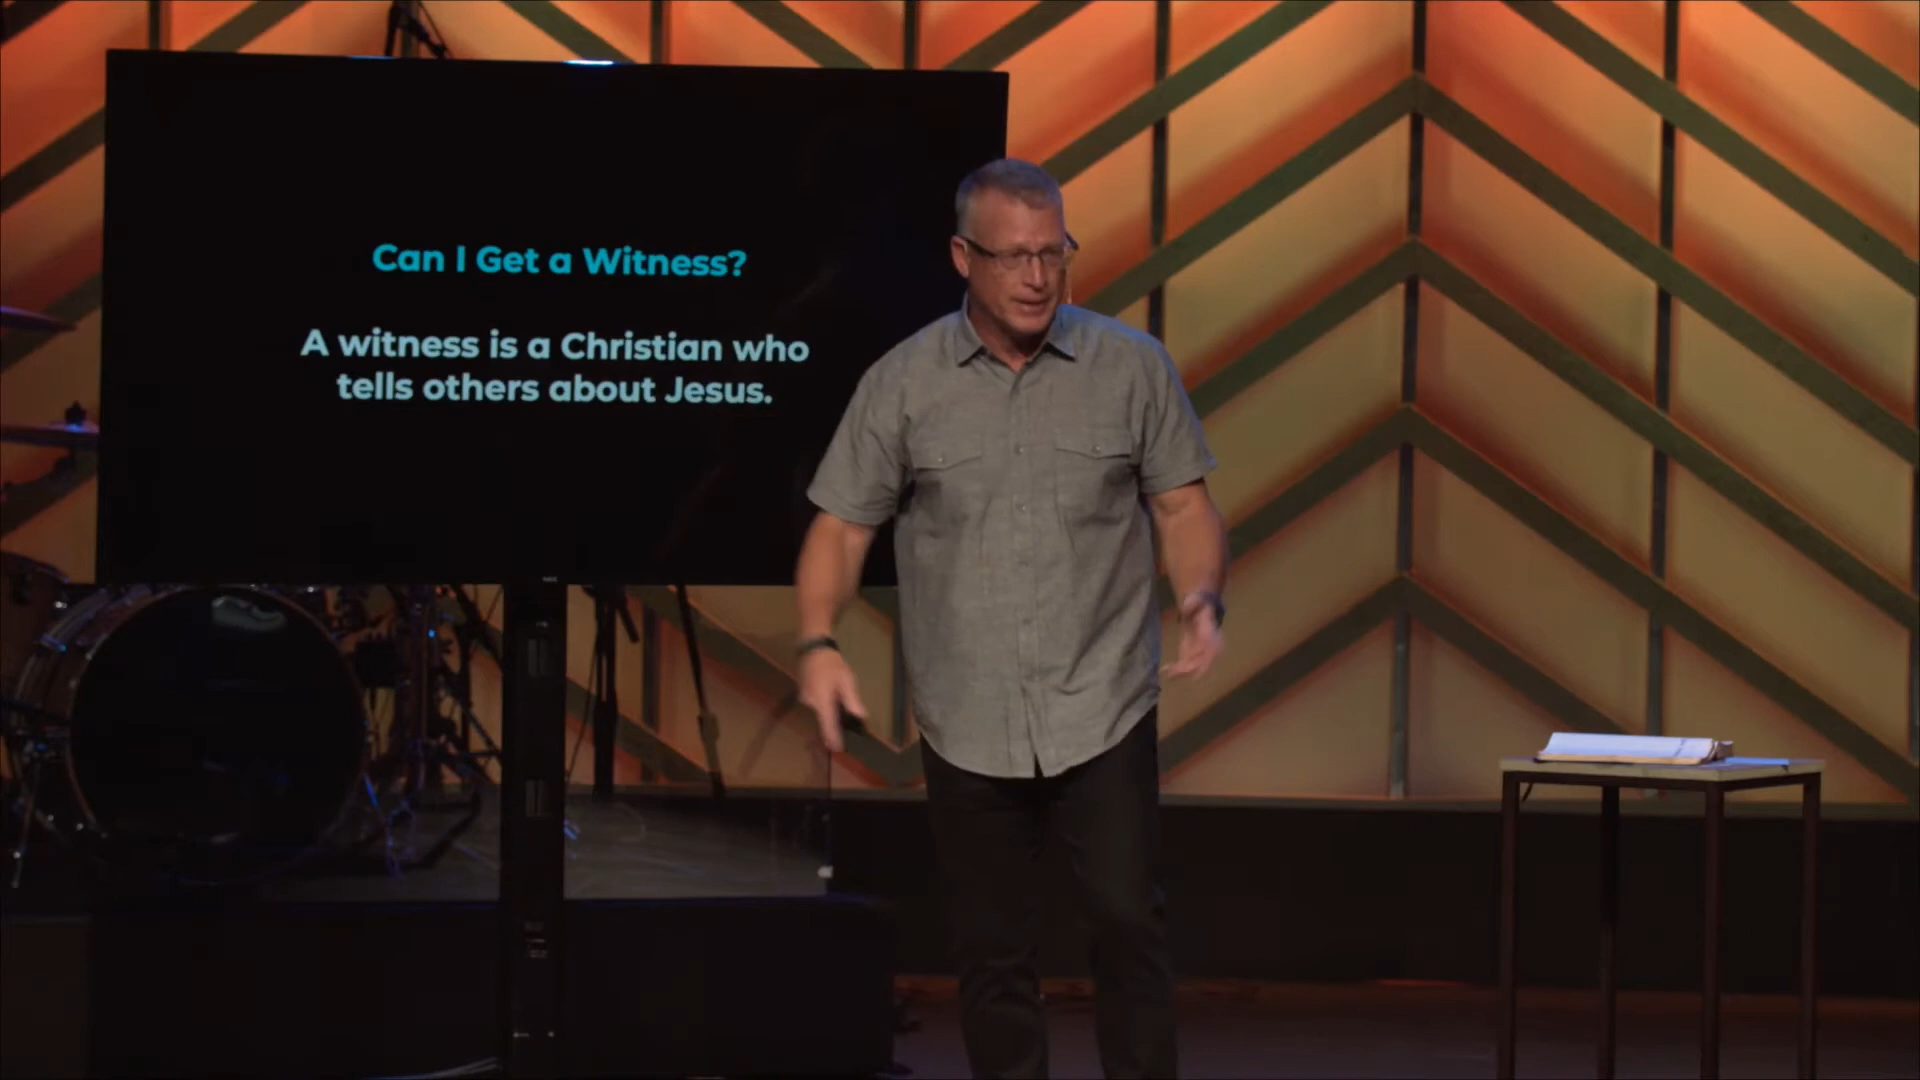 Can I Get a Witness?
A witness is a Christian who
tells others about Jesus.